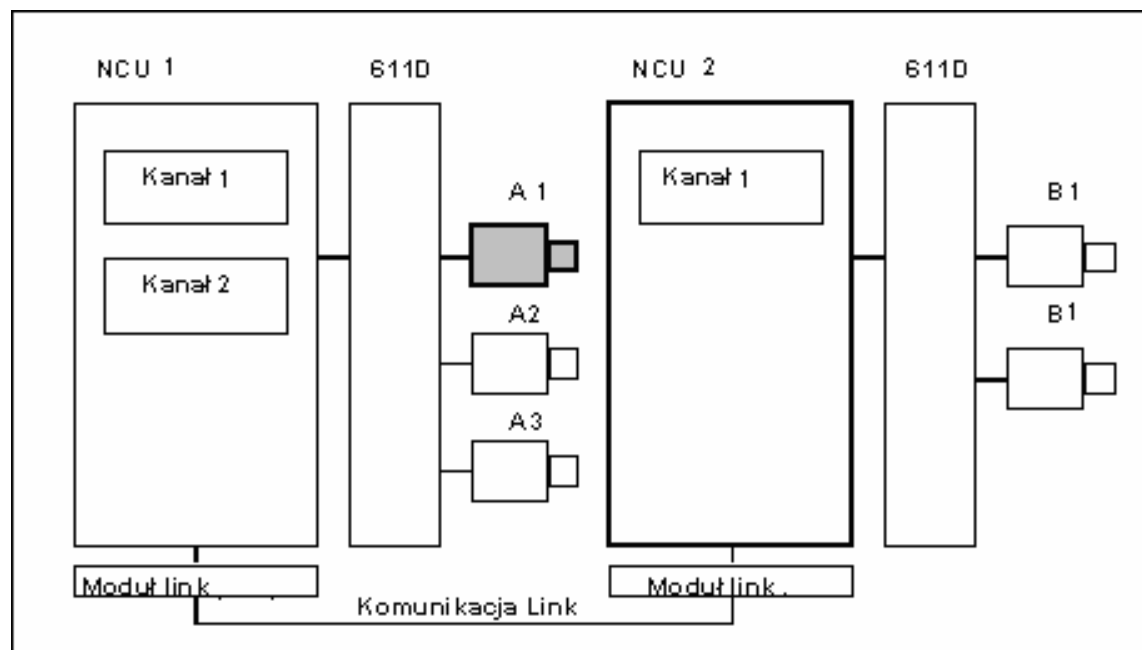 NCU 1
611D
NCU 2
611D
Kanał 1
Kanał 2
A 1
A2
A3
Kanał 1
B1
B1
Moduł link
Moduł link .
Komunikacja Link